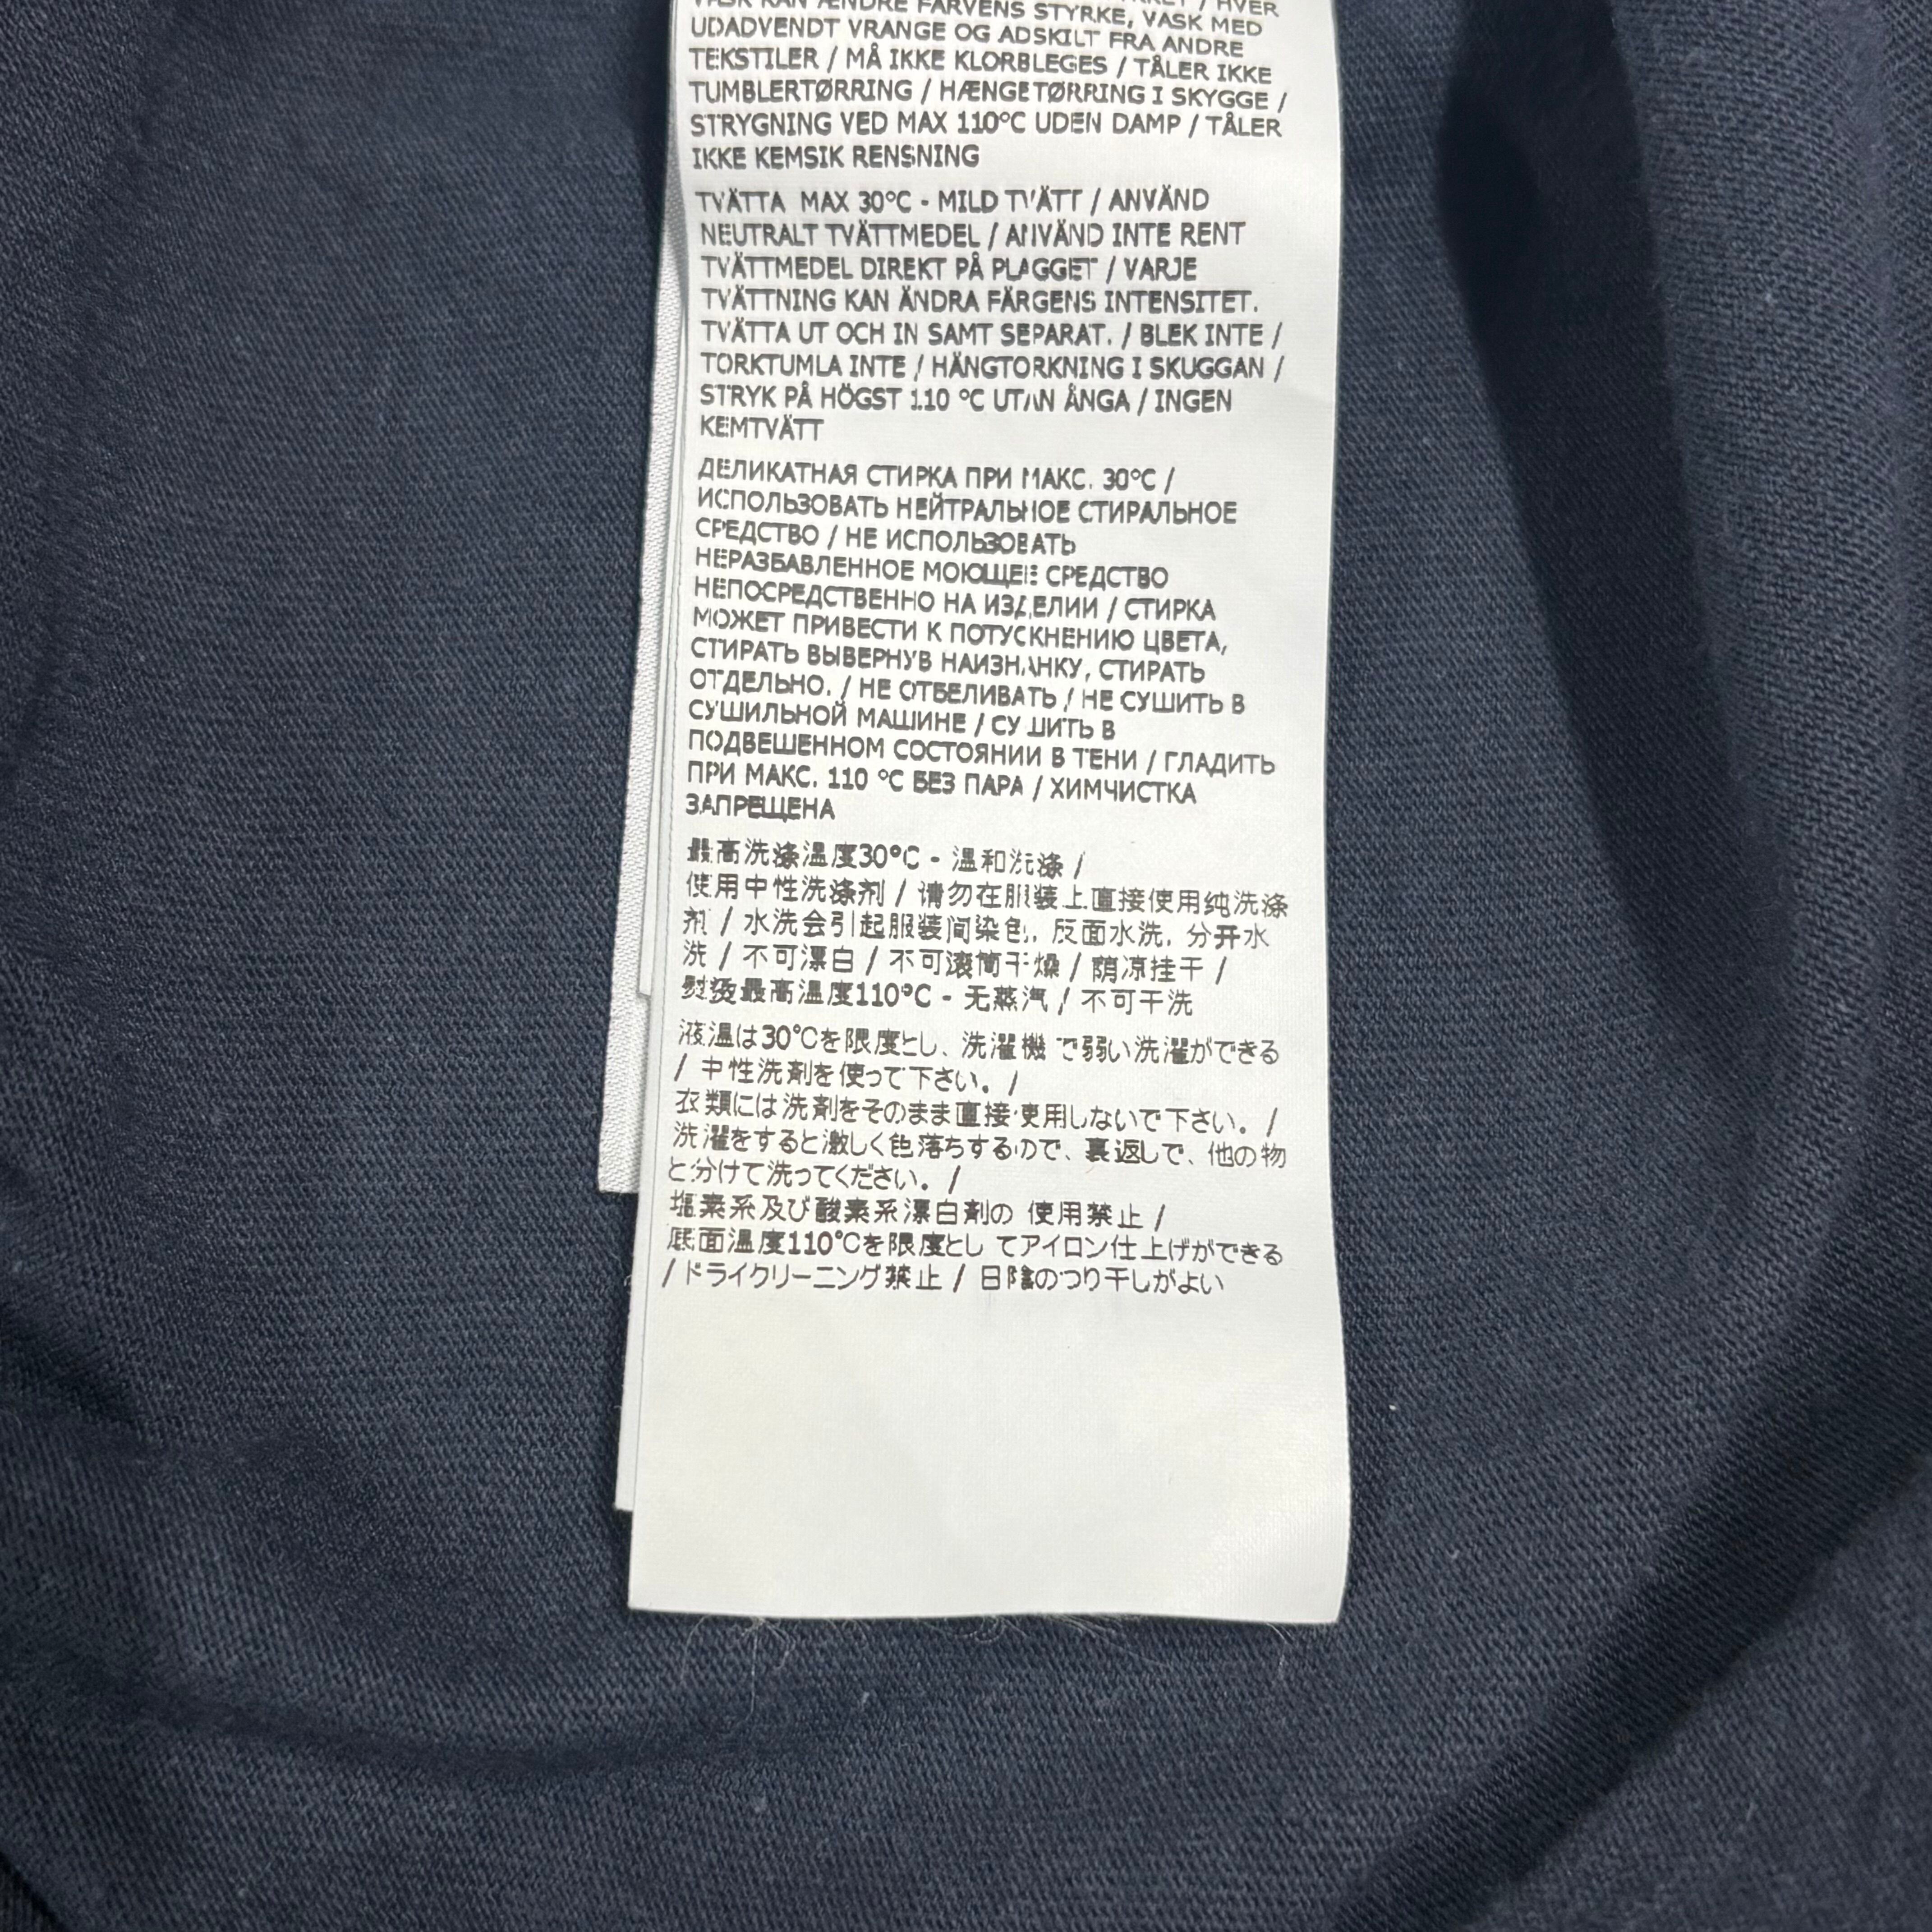 VASK KAN ÆNDRE FARVENS STYRKE, VASK MED
UDADVENDT VRANGE OG ADSKILT FRA ANDRE
TEKSTILER / MÅ IKKE KLORBLEGES / TÅLER IKKE
TUMBLERTØRRING / HÆNGETØRRING I SKYGGE /
STRYGNING VED MAX 110°C UDEN DAMP / TÅLER
IKKE KEMSIK RENSNING
TVÄTTA MAX 30°C - MILD TVÄTT / ANVÄND
NEUTRALT TVÄTTMEDEL / ANVÄND INTE RENT
TVÄTTMEDEL DIREKT PÅ PLAGGET / VARJE
TVÄTTNING KAN ÄNDRA FÄRGENS INTENSITET.
TVÄTTA UT OCH IN SAMT SEPARAT. / BLEK INTE /
TORKTUMLA INTE / HÄNGTORKNING I SKUGGAN /
STRYK PÅ HÖGST 110 °C UTAN ÅNGA / INGEN
KEMTVÄTT
ДЕЛИКАТНАЯ СТИРКА ПРИ МАКС. 30°C /
ИСПОЛЬЗОВАТЬ НЕЙТРАЛЬНОЕ СТИРАЛЬНОЕ
СРЕДСТВО / НЕ ИСПОЛЬЗОВАТЬ
НЕРАЗБАВЛЕННОЕ МОЮЩЕЕ СРЕДСТВО
НЕПОСРЕДСТВЕННО НА ИЗДЕЛИИ / СТИРКА
МОЖЕТ ПРИВЕСТИ К ПОТУСКНЕНИЮ ЦВЕТА,
СТИРАТЬ ВЫВЕРНУВ НАИЗНАНКУ, СТИРАТЬ
ОТДЕЛЬНО. / НЕ ОТБЕЛИВАТЬ / НЕ СУШИТЬ В
СУШИЛЬНОЙ МАШИНЕ / СУШИТЬ В
ПОДВЕШЕННОМ СОСТОЯНИИ В ТЕНИ / ГЛАДИТЬ
ПРИ МАКС. 110 °C БЕЗ ПАРА / ХИМЧИСТКА
ЗАПРЕЩЕНА
最高洗涤温度30°C - 温和洗涤 /
使用中性洗涤剂 / 请勿在服装上直接使用纯洗涤
剂 / 水洗会引起服装间染色, 反面水洗, 分开水
洗 / 不可漂白 / 不可滚筒干燥 / 荫凉挂干 /
熨烫最高温度110°C - 无蒸汽 / 不可干洗
液温は30℃を限度とし、洗濯機で弱い洗濯ができる
/ 中性洗剤を使って下さい。/
衣類には洗剤をそのまま直接使用しないで下さい。/
洗濯をすると激しく色落ちするので、裏返しで、他の物
と分けて洗ってください。/
塩素系及び酸素系漂白剤の 使用禁止 /
底面温度110℃を限度とし てアイロン仕上げができる
/ ドライクリーニング禁止 / 日陰のつり干しがよい